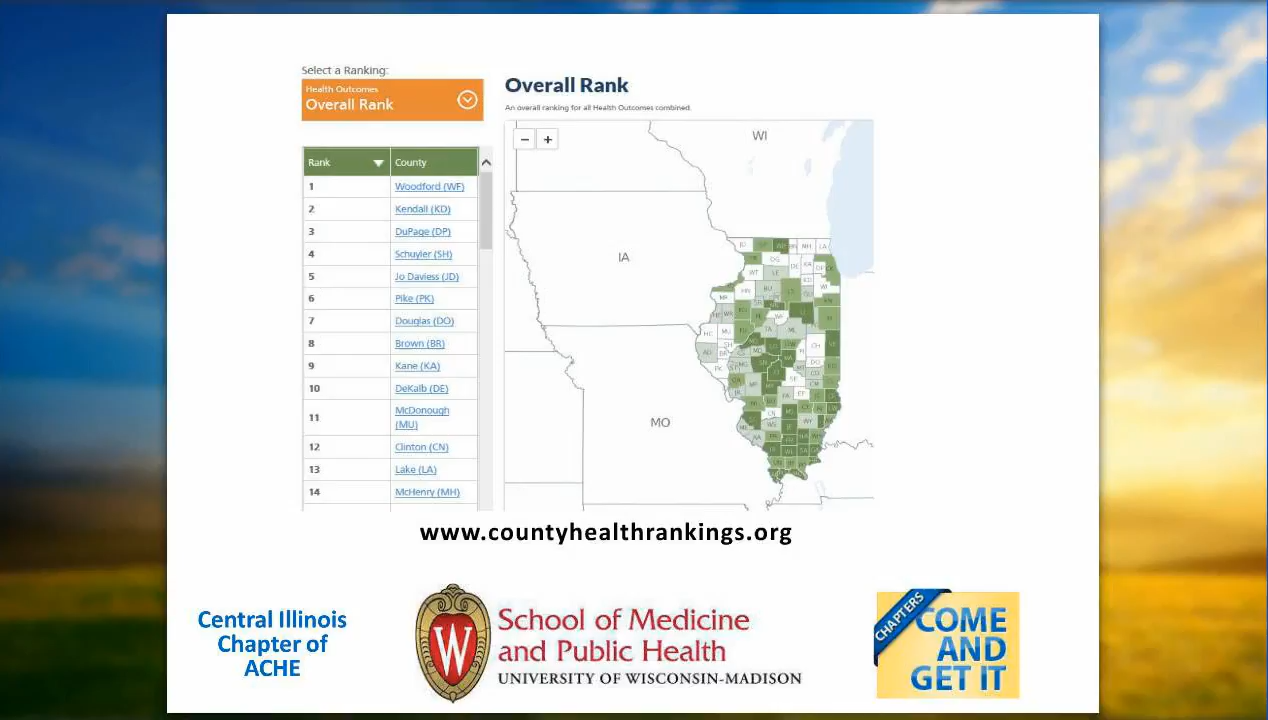 Select a Ranking:
Health Outcomes
Overall Rank
Rank County
1 Woodford (WF)
2 Kendall (KD)
3 DuPage (DP)
4 Schuyler (SH)
5 Jo Daviess (JD)
6 Pike (PK)
7 Douglas (DO)
8 Brown (BR)
9 Kane (KA)
10 DeKalb (DE)
11 McDonough
(MU)
12 Clinton (CN)
13 Lake (LA)
14 McHenry (MH)
Overall Rank
An overall ranking for all Health Outcomes combined.
− +
WI
IA
MO
www.countyhealthrankings.org
Central Illinois
Chapter of
ACHE
W
School of Medicine
and Public Health
UNIVERSITY OF WISCONSIN-MADISON
CHAPTERS
COME
AND
GET IT